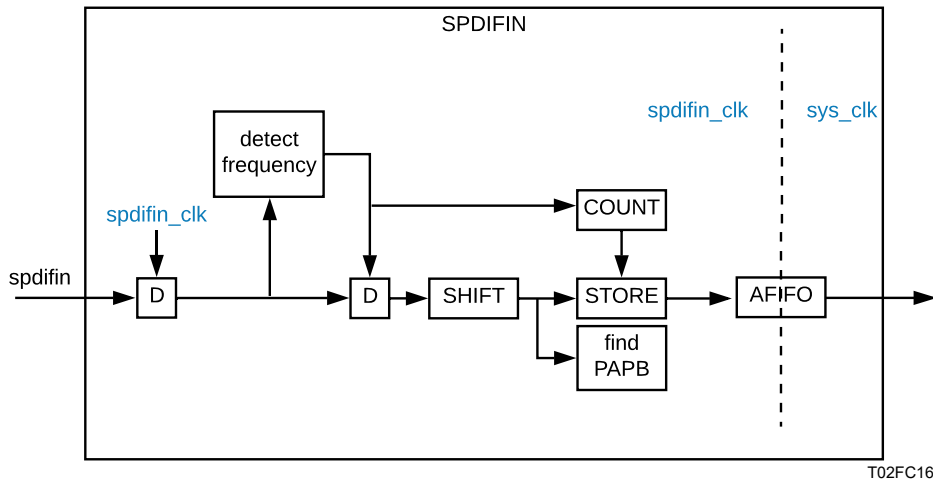 SPDIFIN
spdifin_clk
sys_clk
detect
frequency
spdifin_clk
COUNT
spdifin
D
D
SHIFT
STORE
AFIFO
find
PAPB
T02FC16